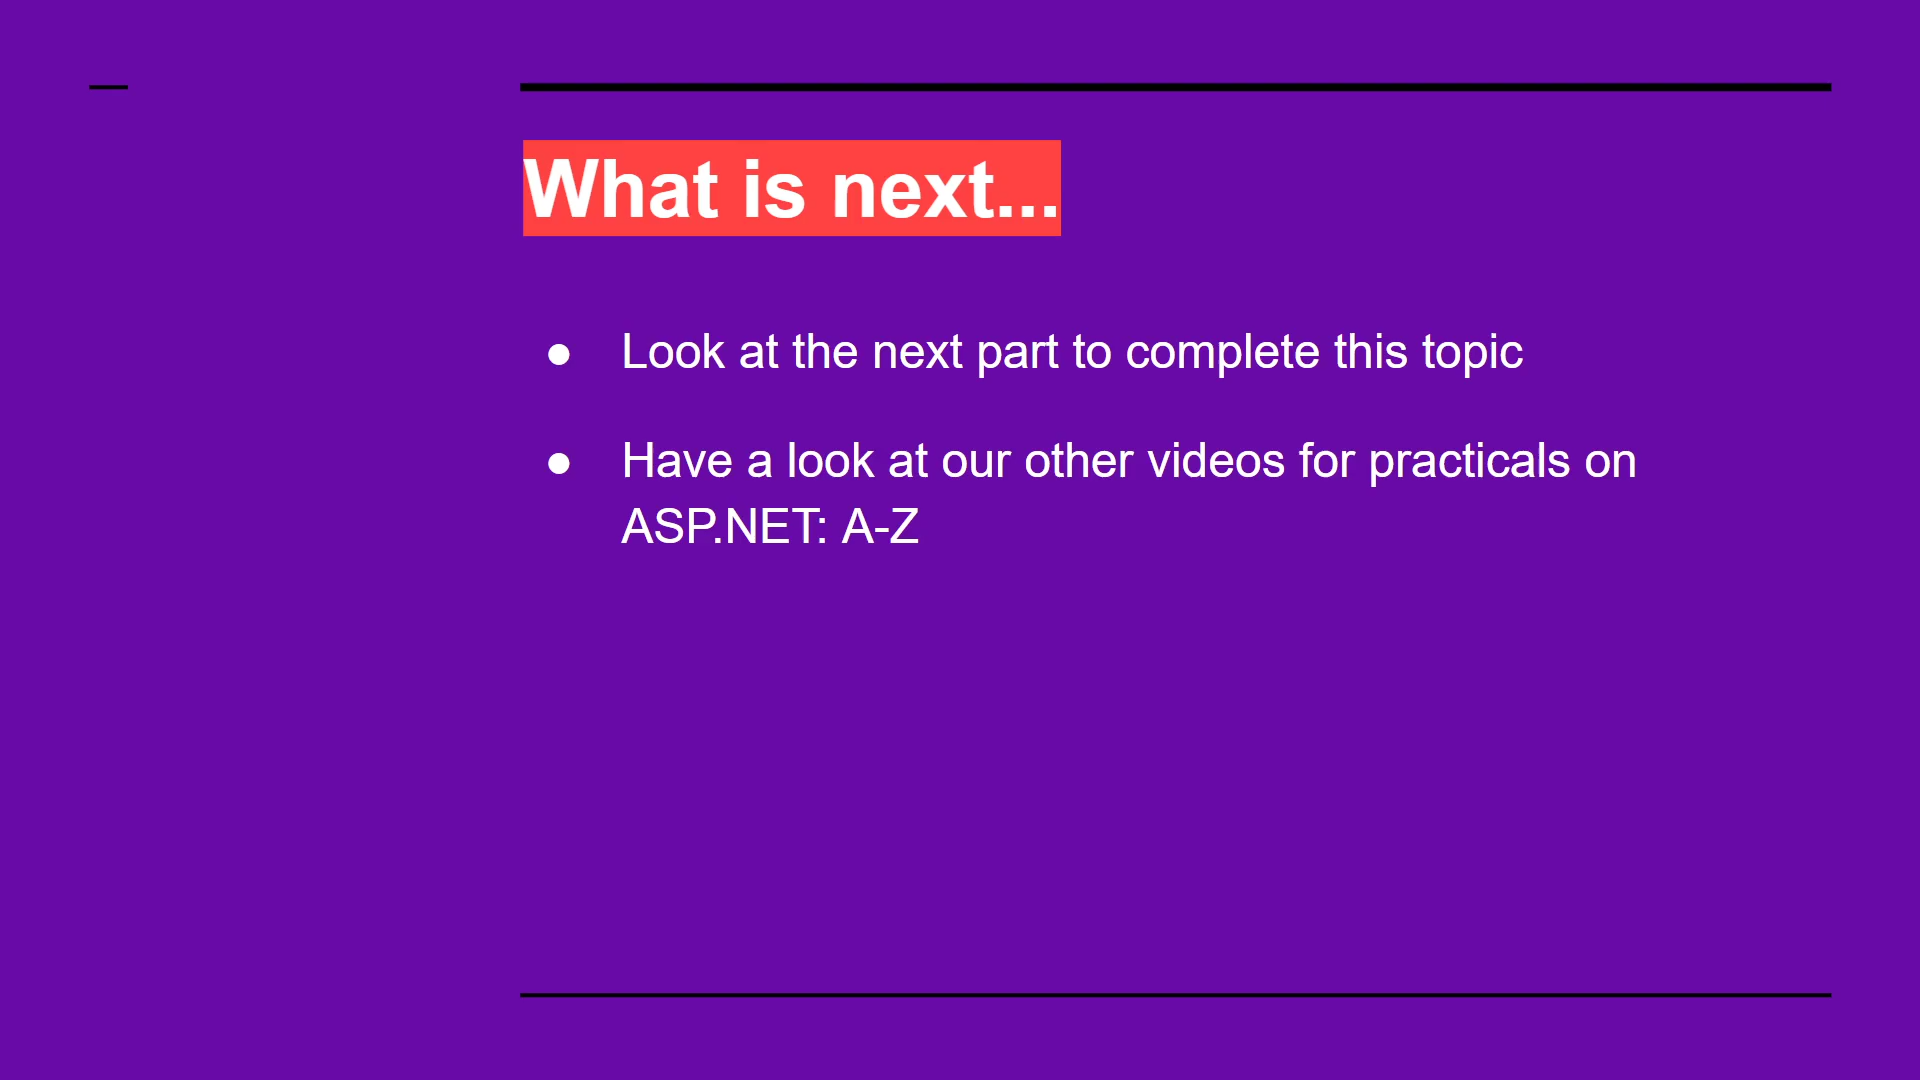 What is next...
● Look at the next part to complete this topic
● Have a look at our other videos for practicals on
ASP.NET: A-Z